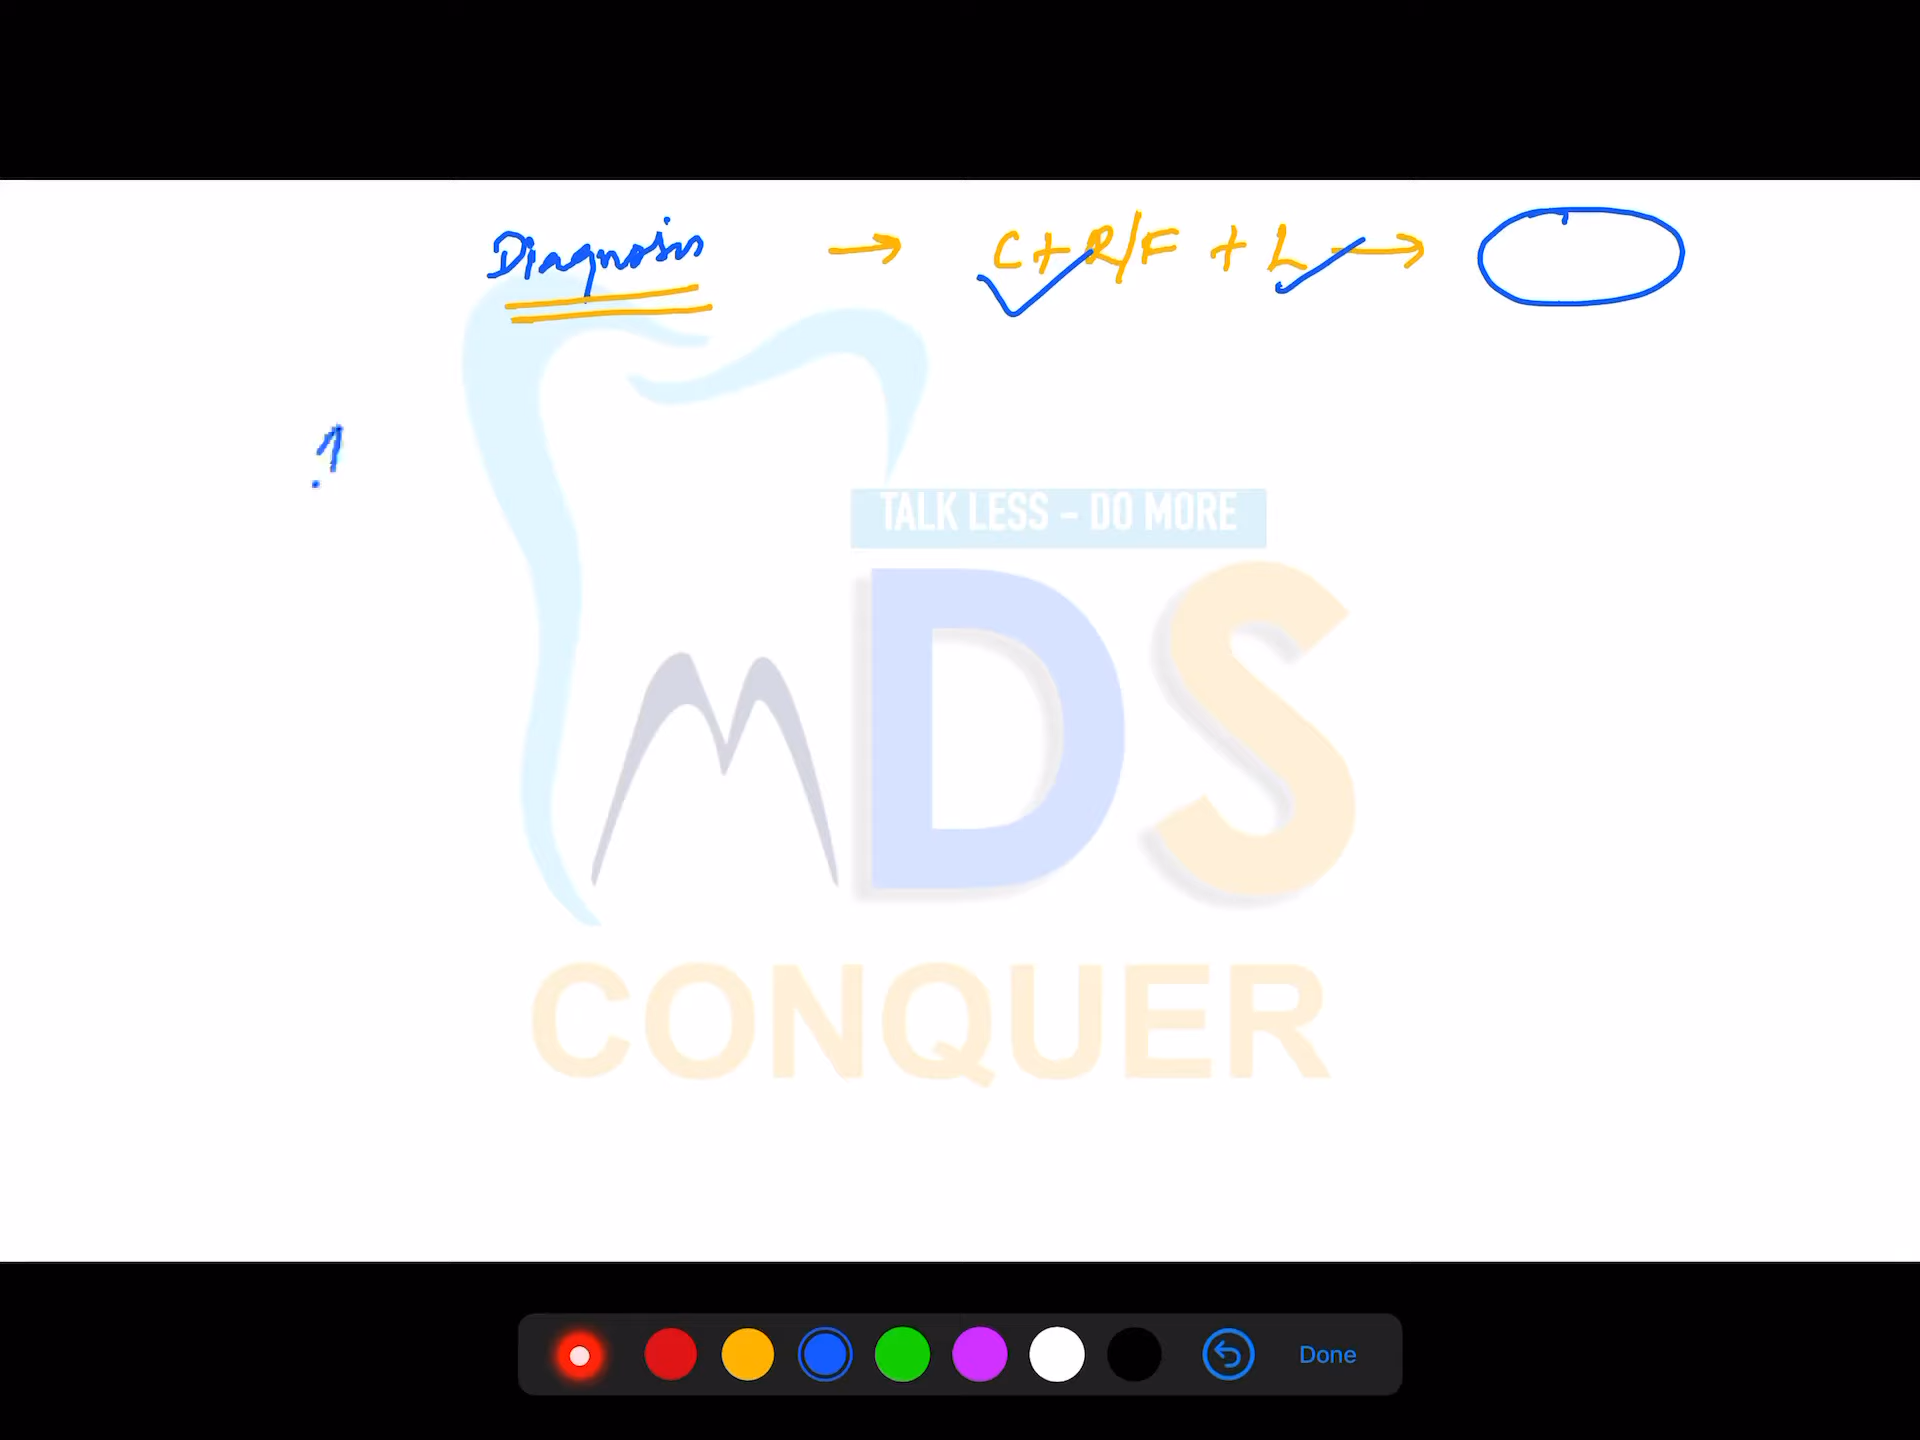 Diagnosis → C + R/F + L →
1
TALK LESS - DO MORE
MDS
CONQUER
Done